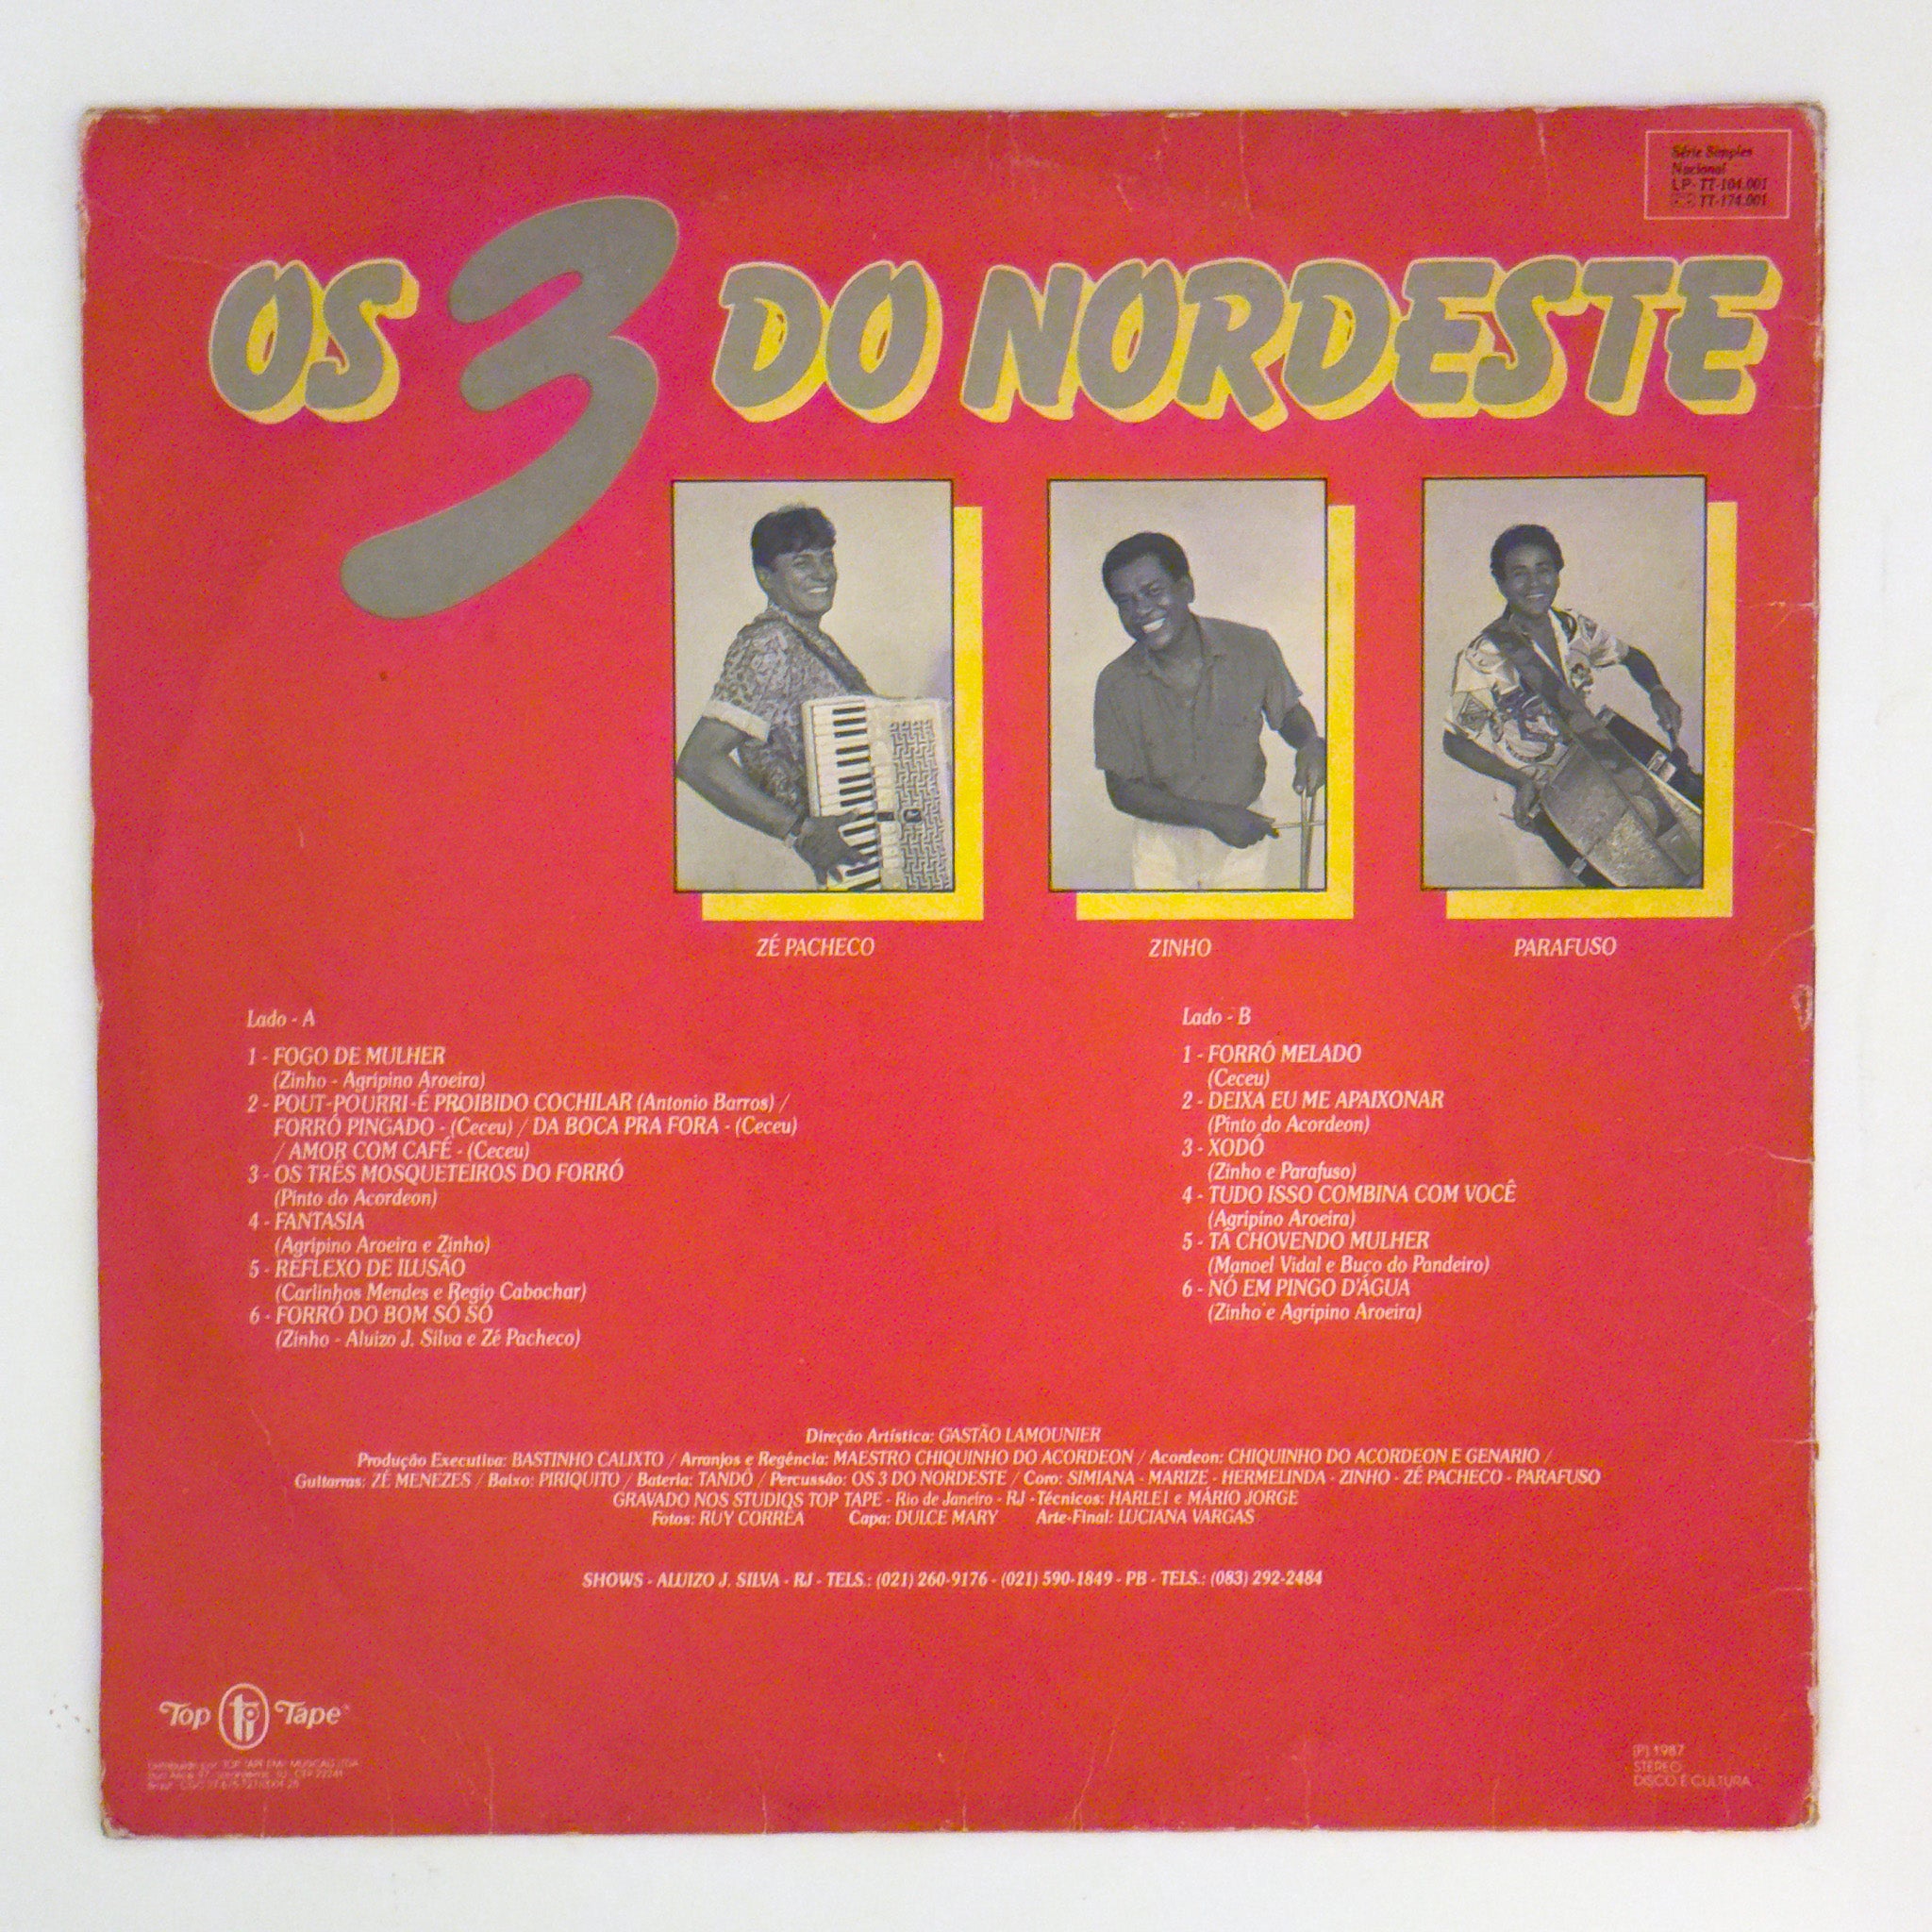 Série Simples
Nacional
LP- TT-104.001
TT-174.001
OS 3 DO NORDESTE
ZÉ PACHECO
ZINHO
PARAFUSO
Lado - A
1 - FOGO DE MULHER
(Zinho - Agripino Aroeira)
2 - POUT-POURRI-É PROIBIDO COCHILAR (Antonio Barros) /
FORRÓ PINGADO - (Ceceu) / DA BOCA PRA FORA - (Ceceu)
/ AMOR COM CAFÉ - (Ceceu)
3 - OS TRÊS MOSQUETEIROS DO FORRÓ
(Pinto do Acordeon)
4 - FANTASIA
(Agripino Aroeira e Zinho)
5 - REFLEXO DE ILUSÃO
(Carlinhos Mendes e Regio Cabochar)
6 - FORRÓ DO BOM SÓ SÓ
(Zinho - Aluizo J. Silva e Zé Pacheco)
Lado - B
1 - FORRÓ MELADO
(Ceceu)
2 - DEIXA EU ME APAIXONAR
(Pinto do Acordeon)
3 - XODÓ
(Zinho e Parafuso)
4 - TUDO ISSO COMBINA COM VOCÊ
(Agripino Aroeira)
5 - TÁ CHOVENDO MULHER
(Manoel Vidal e Buco do Pandeiro)
6 - NÓ EM PINGO D'ÁGUA
(Zinho e Agripino Aroeira)
Direção Artística: GASTÃO LAMOUNIER
Produção Executiva: BASTINHO CALIXTO / Arranjos e Regência: MAESTRO CHIQUINHO DO ACORDEON / Acordeon: CHIQUINHO DO ACORDEON E GENARIO /
Guitarras: ZÉ MENEZES / Baixo: PIRIQUITO / Bateria: TANDÓ / Percussão: OS 3 DO NORDESTE / Coro: SIMIANA - MARIZE - HERMELINDA - ZINHO - ZÉ PACHECO - PARAFUSO
GRAVADO NOS STUDIOS TOP TAPE - Rio de Janeiro - RJ - Técnicos: HARLEI e MÁRIO JORGE
Fotos: RUY CORRÊA Capa: DULCE MARY Arte-Final: LUCIANA VARGAS
SHOWS - ALUIZO J. SILVA - RJ - TELS.: (021) 260-9176 - (021) 590-1849 - PB - TELS.: (083) 292-2484
Top Tape
Distribuído por TOP TAPE EMP MUSICAIS LTDA
(P) 1987
STEREO
DISCO É CULTURA